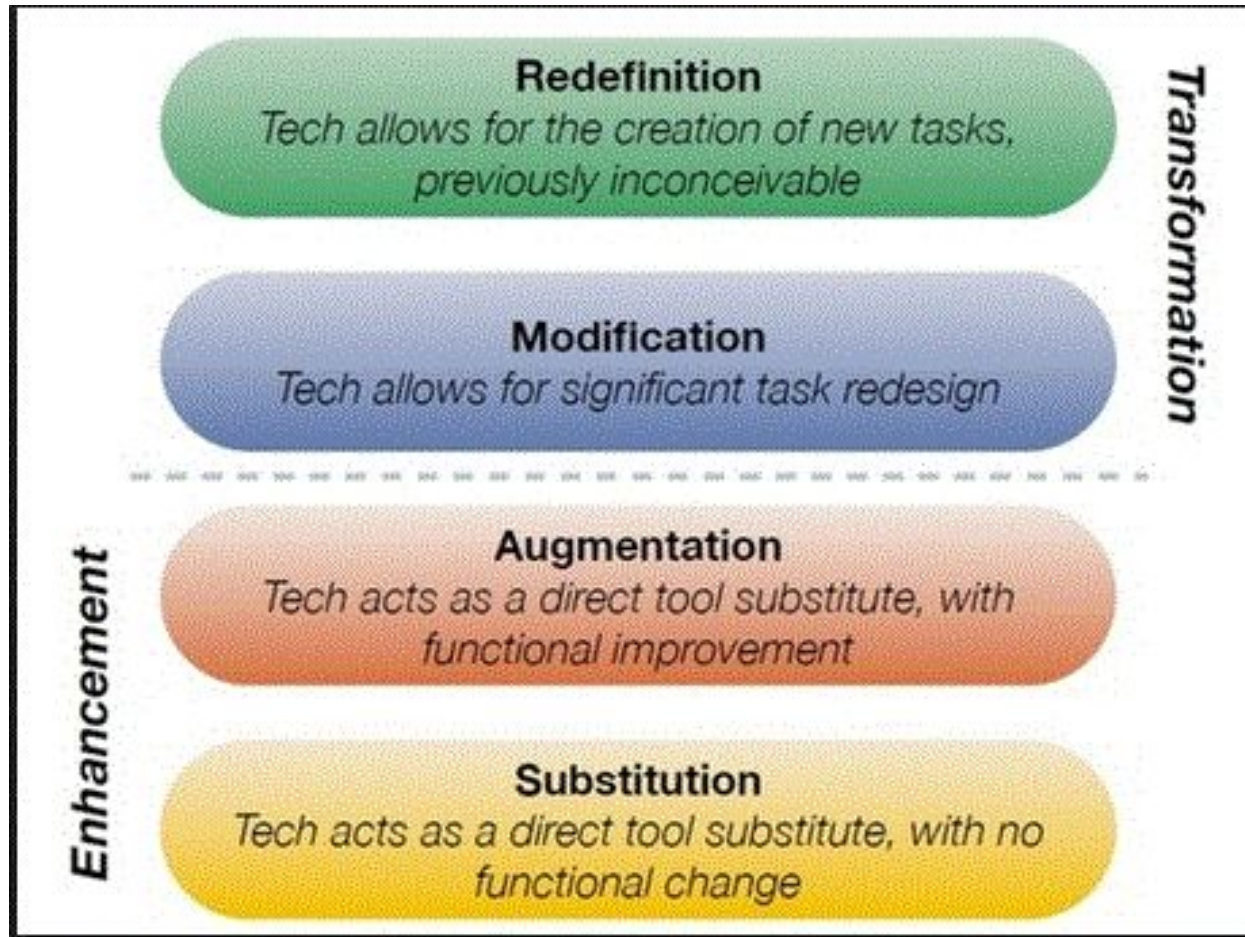 Redefinition
Tech allows for the creation of new tasks,
previously inconceivable
Transformation
Modification
Tech allows for significant task redesign
Augmentation
Tech acts as a direct tool substitute, with
functional improvement
Enhancement
Substitution
Tech acts as a direct tool substitute, with no
functional change